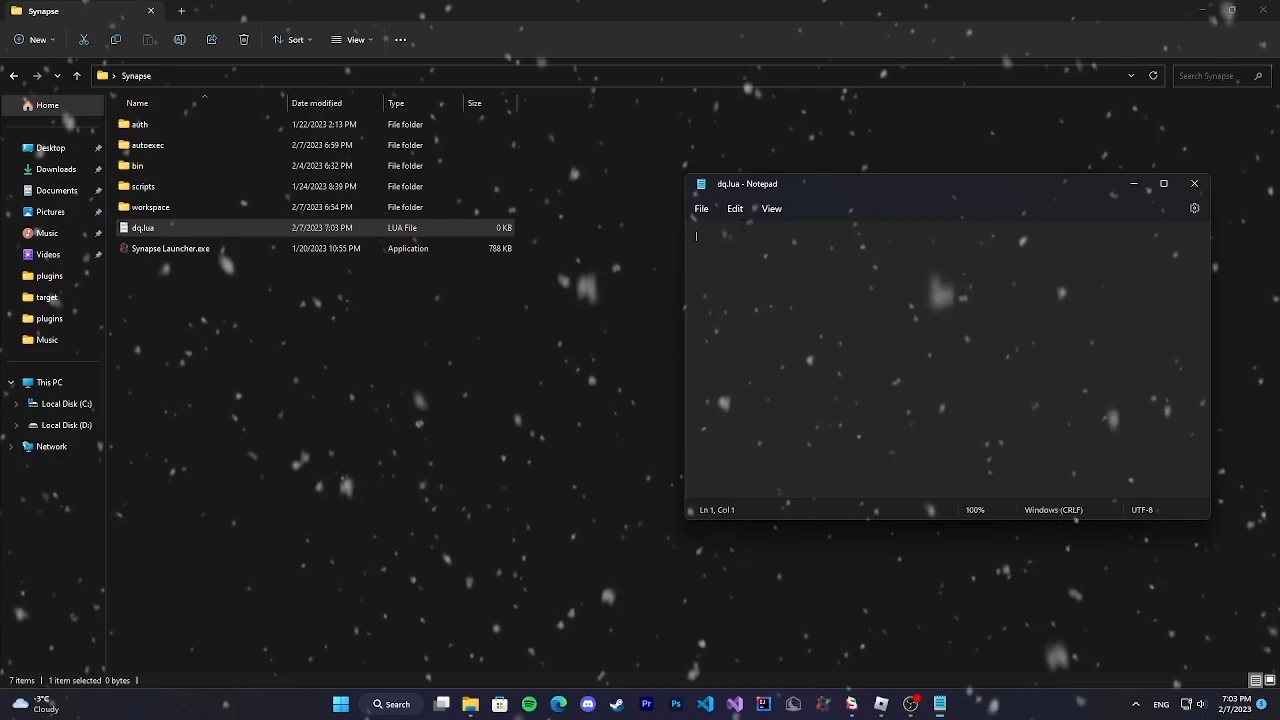 Synapse
New
Sort
View
Synapse
Search Synapse
Home
Name
Date modified
Type
Size
auth
1/22/2023 2:13 PM
File folder
Desktop
autoexec
2/7/2023 6:59 PM
File folder
Downloads
bin
2/4/2023 6:32 PM
File folder
Documents
scripts
1/24/2023 8:39 PM
File folder
Pictures
workspace
2/7/2023 6:54 PM
File folder
Music
dq.lua
2/7/2023 7:03 PM
LUA File
0 KB
Videos
Synapse Launcher.exe
1/20/2023 10:55 PM
Application
788 KB
plugins
target
plugins
Music
This PC
Local Disk (C:)
Local Disk (D:)
Network
dq.lua - Notepad
File
Edit
View
Ln 1, Col 1
100%
Windows (CRLF)
UTF-8
7 items
1 item selected 0 bytes
Cloudy
Search
ENG
7:03 PM
2/7/2023
3